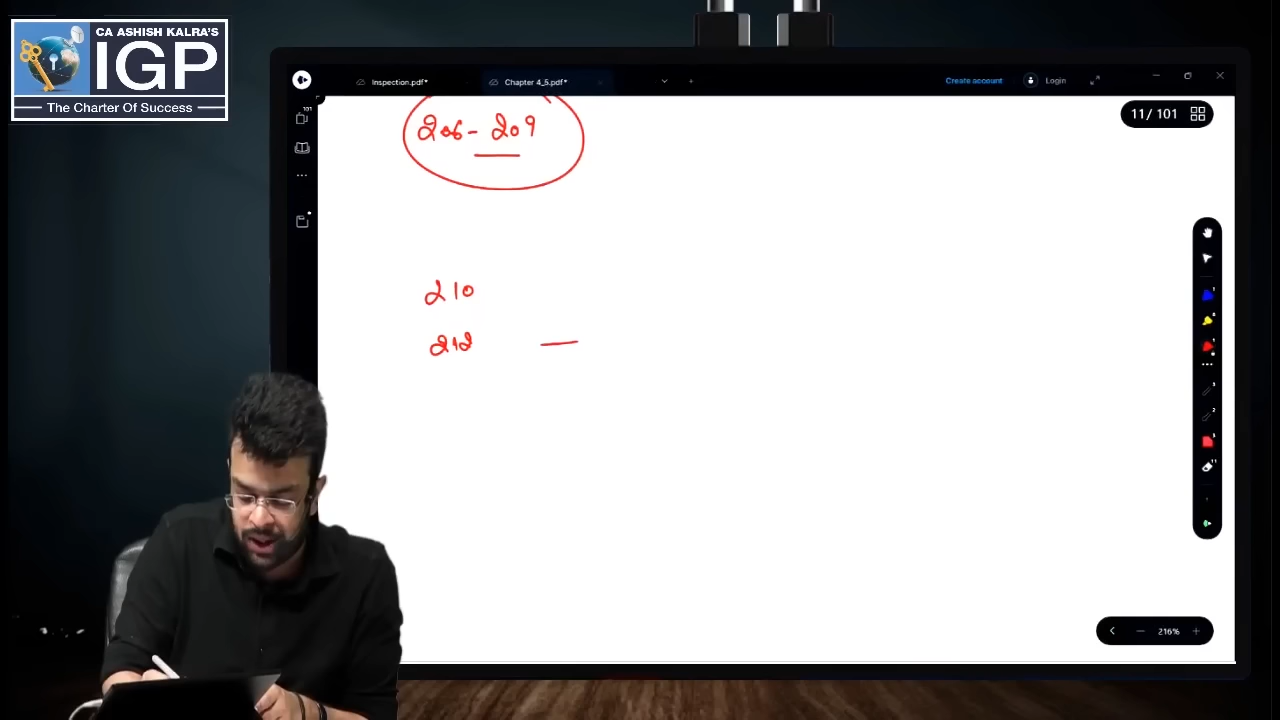 CA ASHISH KALRA'S
IGP
The Charter Of Success
Inspection.pdf*
Chapter 4_5.pdf*
Create account
Login
101
11 / 101
206 - 209
210
212 —
216%